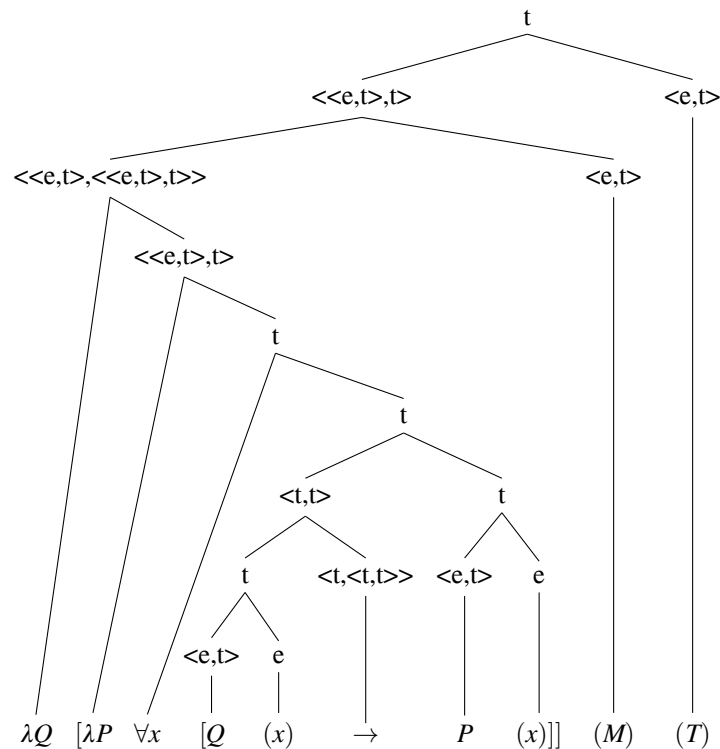 t
<<e,t>,t> <e,t>
<<e,t>,<<e,t>,t>> <e,t>
<<e,t>,t>
t
t
<t,t> t
t <t,<t,t>> <e,t> e
<e,t> e
λQ [λP ∀x [Q (x) → P (x)]] (M) (T)